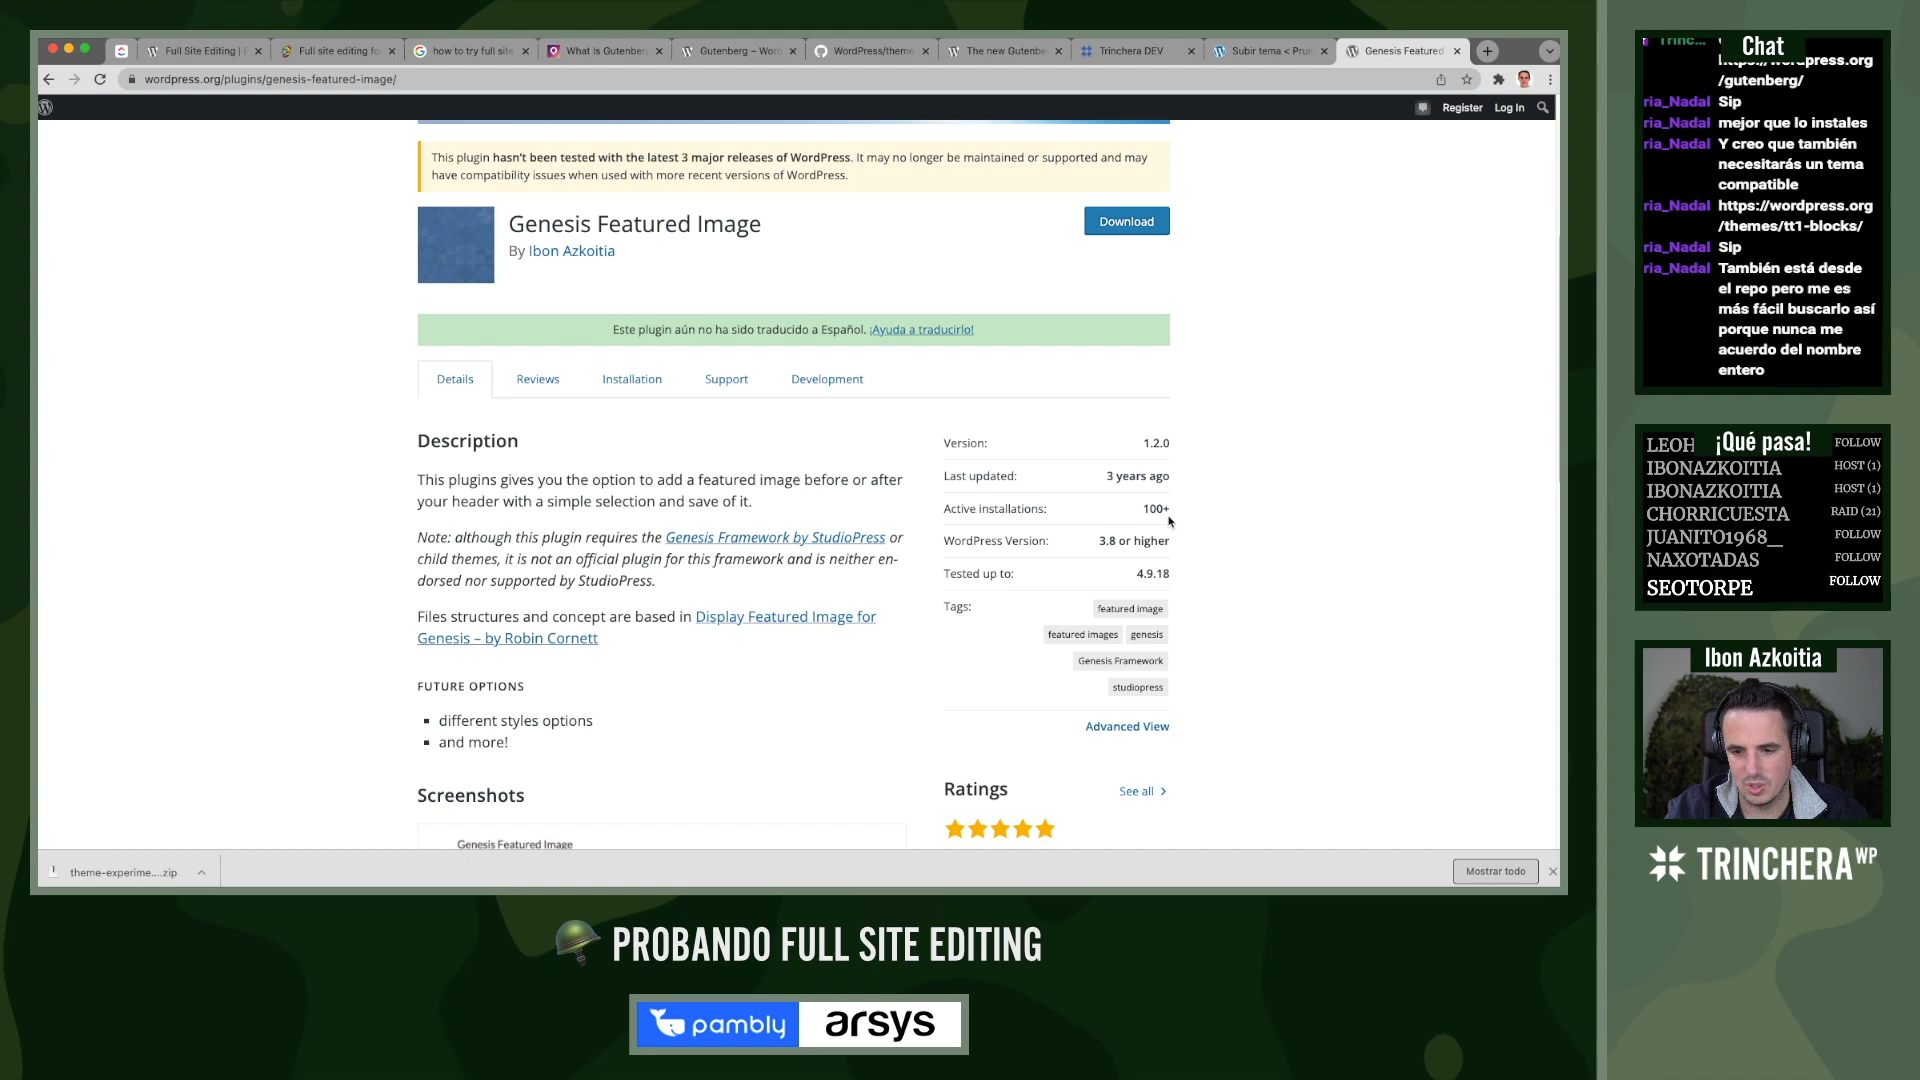 Full Site Editing |
Full site editing fo
how to try full site
What Is Gutenberg
Gutenberg – Wor
WordPress/theme
The new Gutenbe
Trinchera DEV
Subir tema < Prue
Genesis Featured
wordpress.org/plugins/genesis-featured-image/
Register
Log In
This plugin hasn't been tested with the latest 3 major releases of WordPress. It may no longer be maintained or supported and may
have compatibility issues when used with more recent versions of WordPress.
Genesis Featured Image
By Ibon Azkoitia
Download
Este plugin aún no ha sido traducido a Español. ¡Ayuda a traducirlo!
Details
Reviews
Installation
Support
Development
Description
This plugins gives you the option to add a featured image before or after
your header with a simple selection and save of it.
Note: although this plugin requires the Genesis Framework by StudioPress or
child themes, it is not an official plugin for this framework and is neither en-
dorsed nor supported by StudioPress.
Files structures and concept are based in Display Featured Image for
Genesis – by Robin Cornett
FUTURE OPTIONS
different styles options
and more!
Screenshots
Genesis Featured Image
Version: 1.2.0
Last updated: 3 years ago
Active installations: 100+
WordPress Version: 3.8 or higher
Tested up to: 4.9.18
Tags: featured image
featured images genesis
Genesis Framework
studiopress
Advanced View
Ratings See all
theme-experime....zip
Mostrar todo
PROBANDO FULL SITE EDITING
pambly arsys
Chat
Trinc...
https://wordpress.org
/gutenberg/
ria_Nadal Sip
ria_Nadal mejor que lo instales
ria_Nadal Y creo que también
necesitarás un tema
compatible
ria_Nadal https://wordpress.org
/themes/tt1-blocks/
ria_Nadal Sip
ria_Nadal También está desde
el repo pero me es
más fácil buscarlo así
porque nunca me
acuerdo del nombre
entero
¡Qué pasa!
LEOH FOLLOW
IBONAZKOITIA HOST (1)
IBONAZKOITIA HOST (1)
CHORRICUESTA RAID (21)
JUANITO1968_ FOLLOW
NAXOTADAS FOLLOW
SEOTORPE FOLLOW
Ibon Azkoitia
TRINCHERA WP